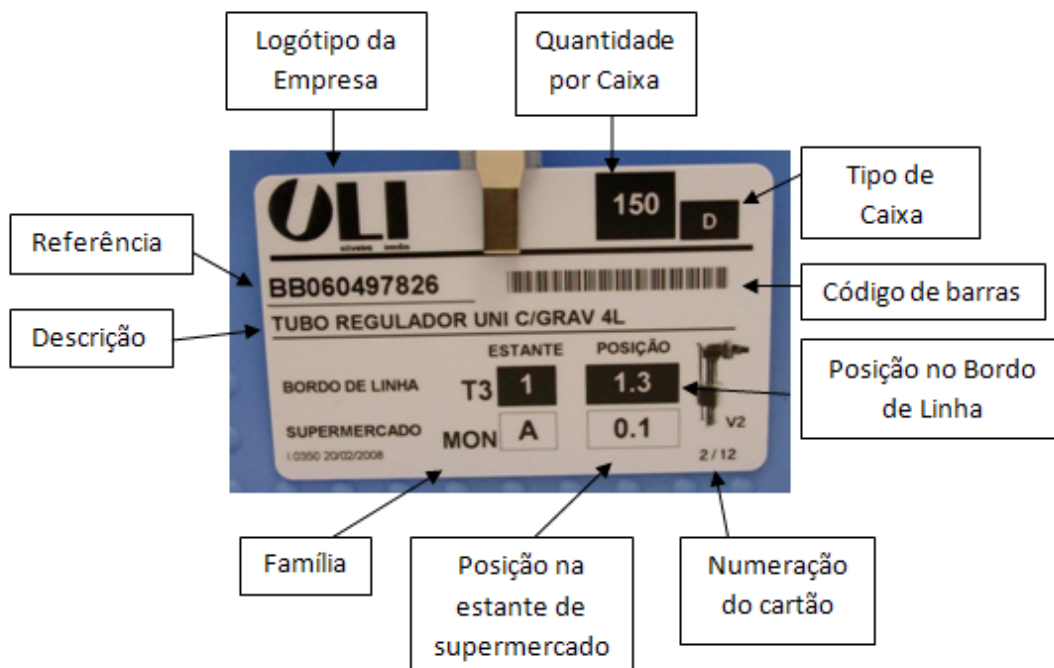 Logótipo da
Empresa
Quantidade
por Caixa
Tipo de
Caixa
Referência
Descrição
Código de barras
Posição no Bordo
de Linha
Família
Posição na
estante de
supermercado
Numeração
do cartão
OLI
oliveira irmão
150
D
BB060497826
TUBO REGULADOR UNI C/GRAV 4L
ESTANTE POSIÇÃO
BORDO DE LINHA T3 1 1.3
V2
SUPERMERCADO MON A 0.1
I.0350 20/02/2008
2 / 12